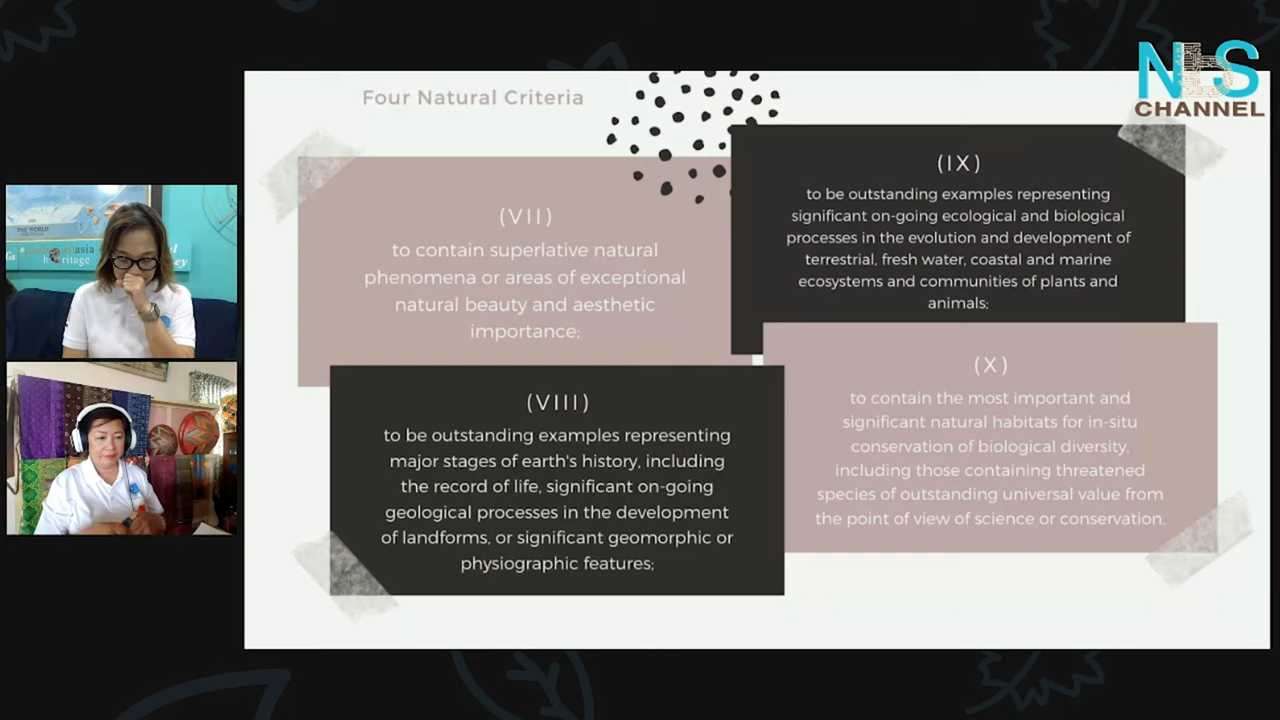 Four Natural Criteria
NLS
CHANNEL
(VII)
to contain superlative natural
phenomena or areas of exceptional
natural beauty and aesthetic
importance;
(VIII)
to be outstanding examples representing
major stages of earth's history, including
the record of life, significant on-going
geological processes in the development
of landforms, or significant geomorphic or
physiographic features;
(IX)
to be outstanding examples representing
significant on-going ecological and biological
processes in the evolution and development of
terrestrial, fresh water, coastal and marine
ecosystems and communities of plants and
animals;
(X)
to contain the most important and
significant natural habitats for in-situ
conservation of biological diversity,
including those containing threatened
species of outstanding universal value from
the point of view of science or conservation.
THE WORLD
heritage